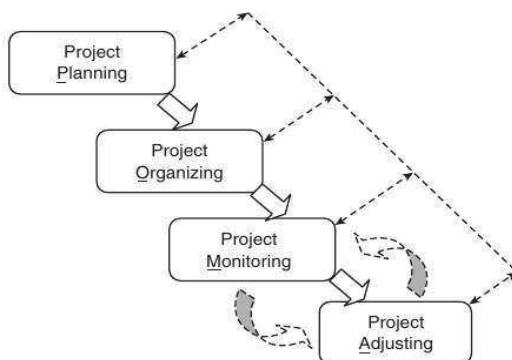 Project
Planning
Project
Organizing
Project
Monitoring
Project
Adjusting